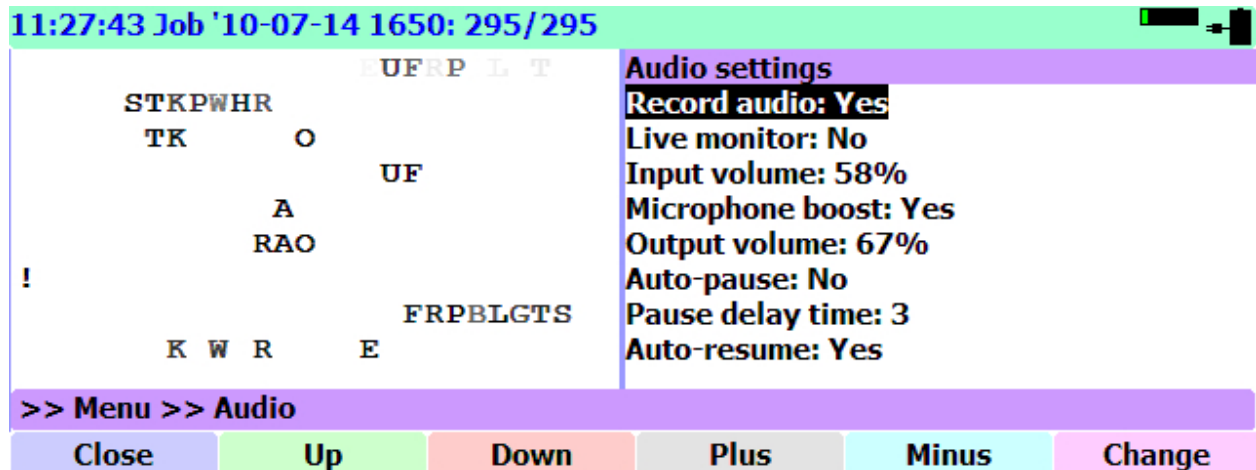 11:27:43 Job '10-07-14 1650: 295/295
EUFRP L T
STKPWHR
TK O
UF
A
RAO
!
FRPBLGTS
K W R E
Audio settings
Record audio: Yes
Live monitor: No
Input volume: 58%
Microphone boost: Yes
Output volume: 67%
Auto-pause: No
Pause delay time: 3
Auto-resume: Yes
>> Menu >> Audio
Close Up Down Plus Minus Change